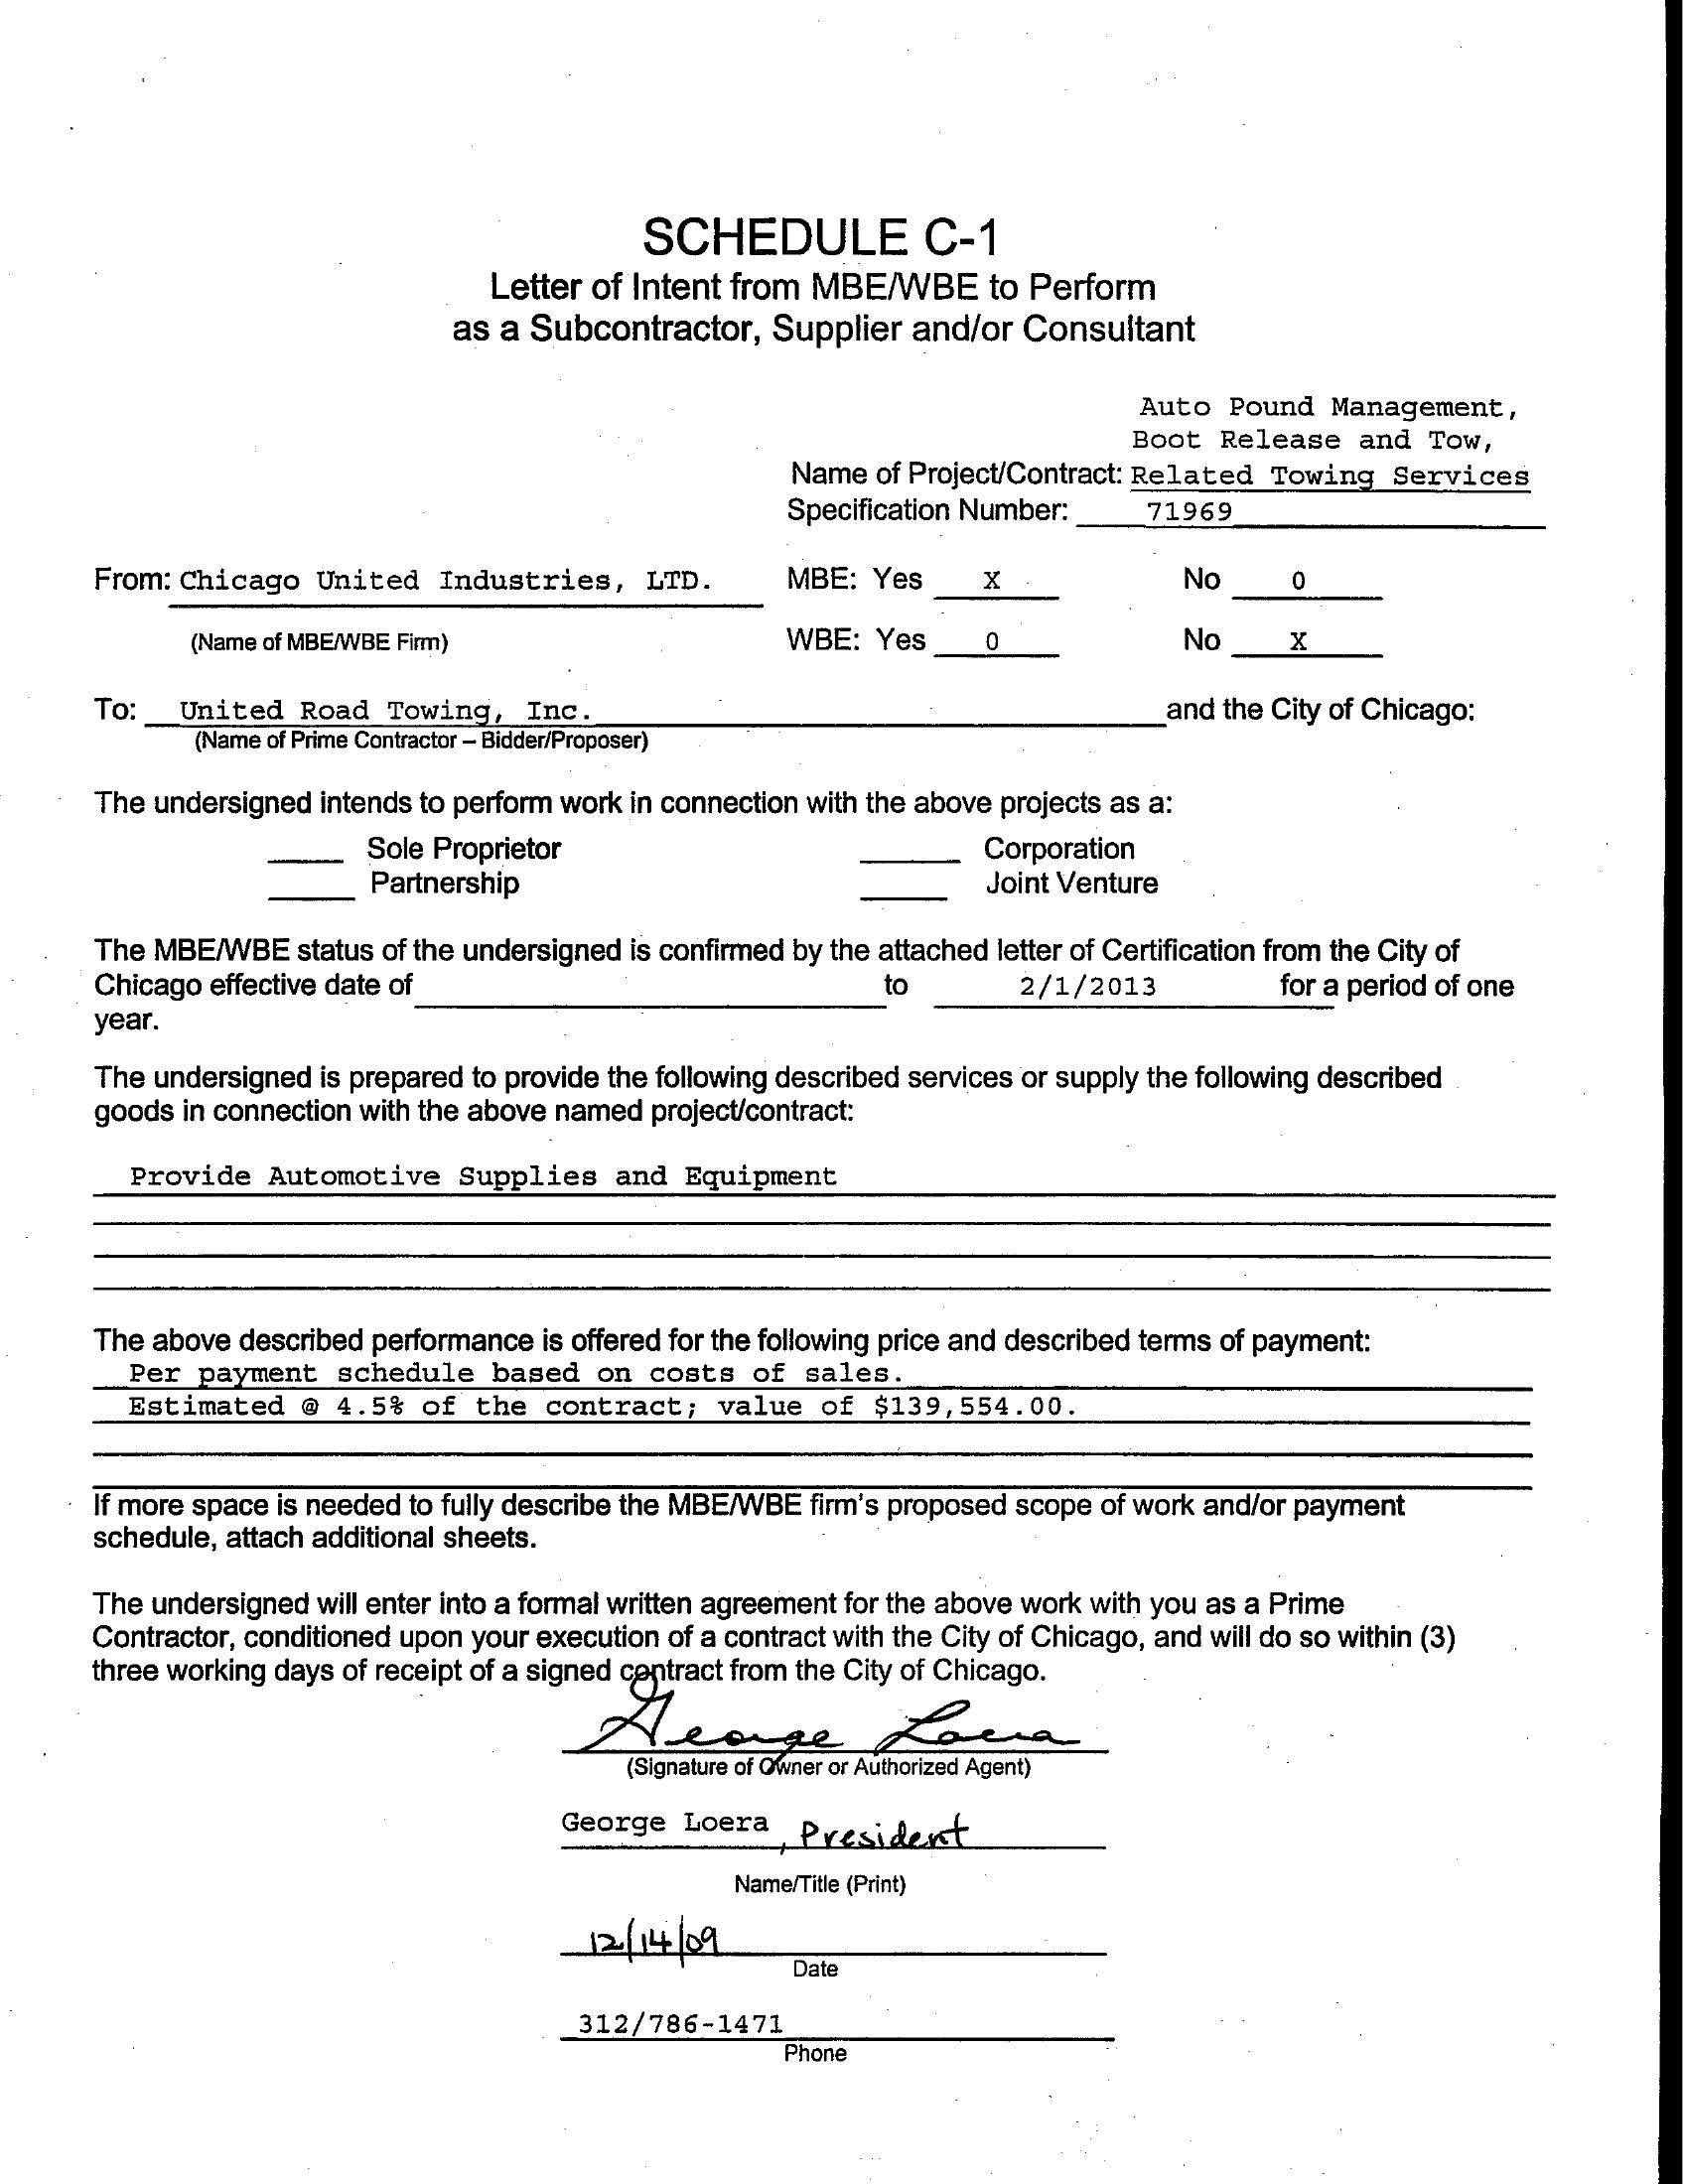 SCHEDULE C-1
Letter of Intent from MBE/WBE to Perform
as a Subcontractor, Supplier and/or Consultant
Auto Pound Management,
Boot Release and Tow,
Name of Project/Contract: Related Towing Services
Specification Number: 71969
From: Chicago United Industries, LTD. MBE: Yes X No 0
(Name of MBE/WBE Firm) WBE: Yes 0 No X
To: United Road Towing, Inc. and the City of Chicago:
(Name of Prime Contractor – Bidder/Proposer)
The undersigned intends to perform work in connection with the above projects as a:
Sole Proprietor Corporation
Partnership Joint Venture
The MBE/WBE status of the undersigned is confirmed by the attached letter of Certification from the City of
Chicago effective date of to 2/1/2013 for a period of one
year.
The undersigned is prepared to provide the following described services or supply the following described
goods in connection with the above named project/contract:
Provide Automotive Supplies and Equipment
The above described performance is offered for the following price and described terms of payment:
Per payment schedule based on costs of sales.
Estimated @ 4.5% of the contract; value of $139,554.00.
If more space is needed to fully describe the MBE/WBE firm's proposed scope of work and/or payment
schedule, attach additional sheets.
The undersigned will enter into a formal written agreement for the above work with you as a Prime
Contractor, conditioned upon your execution of a contract with the City of Chicago, and will do so within (3)
three working days of receipt of a signed contract from the City of Chicago.
George Loera
(Signature of Owner or Authorized Agent)
George Loera, President
Name/Title (Print)
12/14/09
Date
312/786-1471
Phone